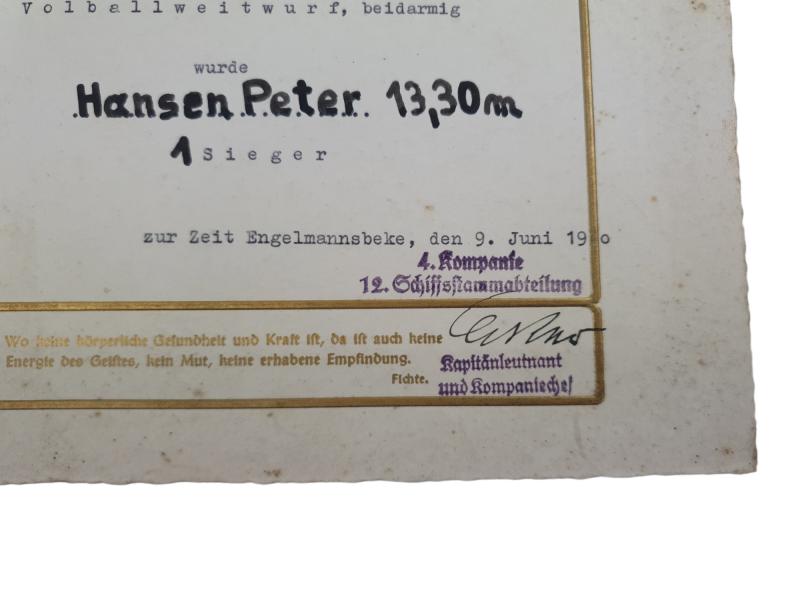 Volballweitwurf, beidarmig
wurde
Hansen Peter. 13,30m
1 Sieger
zur Zeit Engelmannsbeke, den 9. Juni 19
4. Kompanie
12. Schiffsstammabteilung
Wo keine körperliche Gesundheit und Kraft ist, da ist auch keine
Energie des Geistes, kein Mut, keine erhabene Empfindung.
Fichte.
Kapitänleutnant
und Kompaniechef